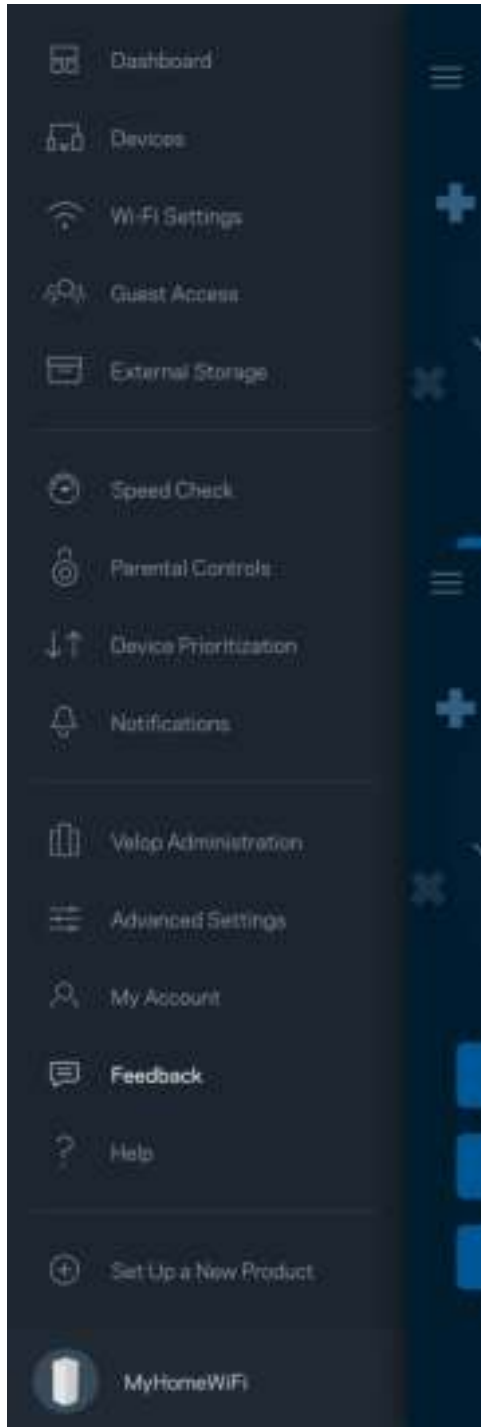 Dashboard
Devices
Wi-Fi Settings
Guest Access
External Storage
Speed Check
Parental Controls
Device Prioritization
Notifications
Velop Administration
Advanced Settings
My Account
Feedback
Help
Set Up a New Product
MyHomeWiFi